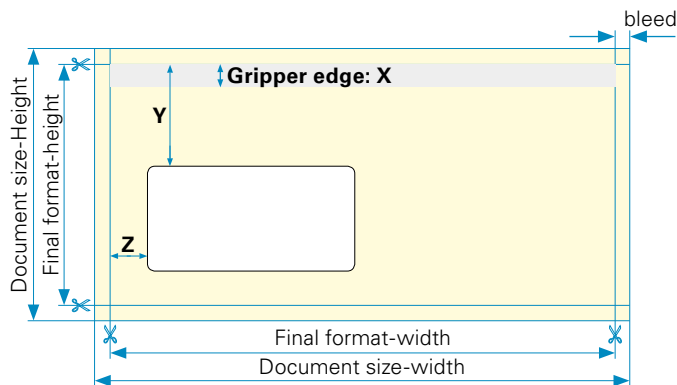 bleed
Gripper edge: X
Y
Document size-Height
Final format-height
Z
Final format-width
Document size-width